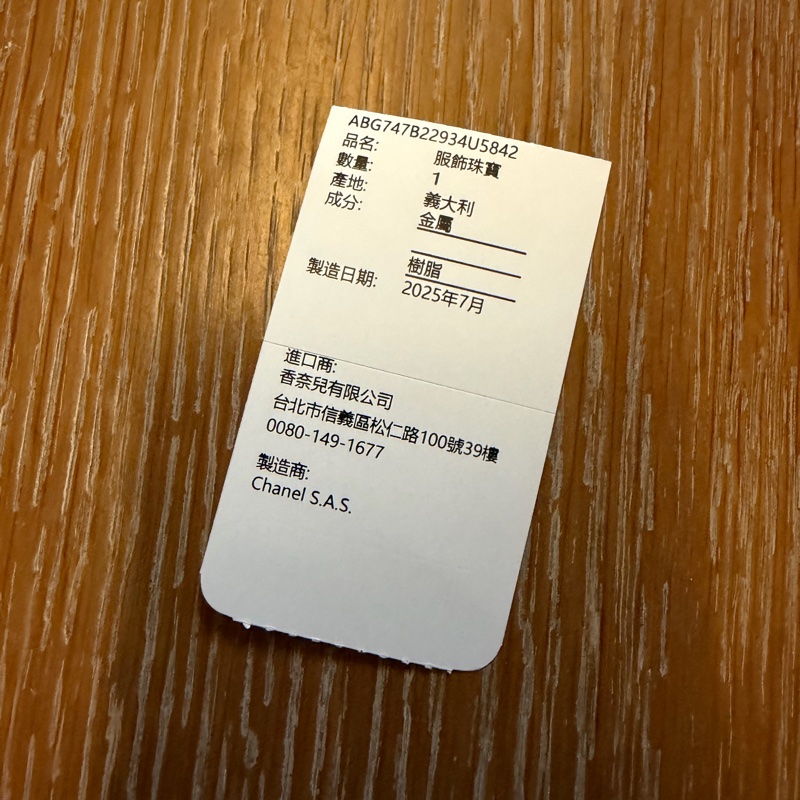 ABG747B22934U5842
品名: 服飾珠寶
數量: 1
產地: 義大利
成分: 金屬
樹脂
製造日期: 2025年7月
進口商:
香奈兒有限公司
台北市信義區松仁路100號39樓
0080-149-1677
製造商:
Chanel S.A.S.